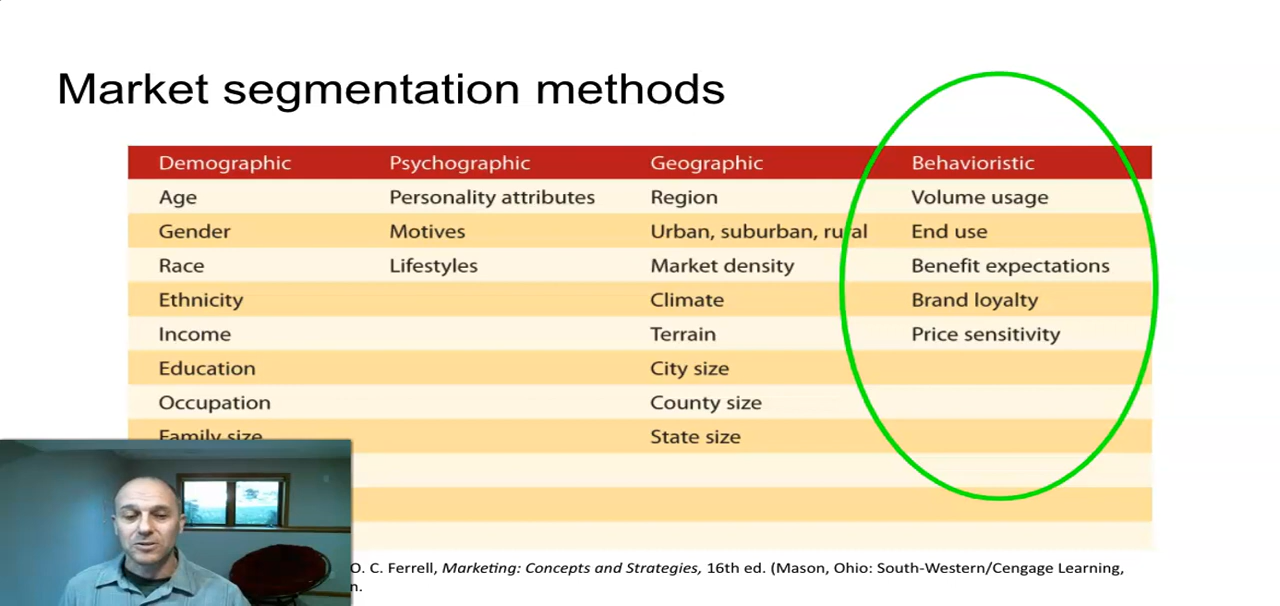 Market segmentation methods
Demographic Psychographic Geographic Behavioristic
Age Personality attributes Region Volume usage
Gender Motives Urban, suburban, rural End use
Race Lifestyles Market density Benefit expectations
Ethnicity Climate Brand loyalty
Income Terrain Price sensitivity
Education City size
Occupation County size
Family size State size
O. C. Ferrell, Marketing: Concepts and Strategies, 16th ed. (Mason, Ohio: South-Western/Cengage Learning,
n.